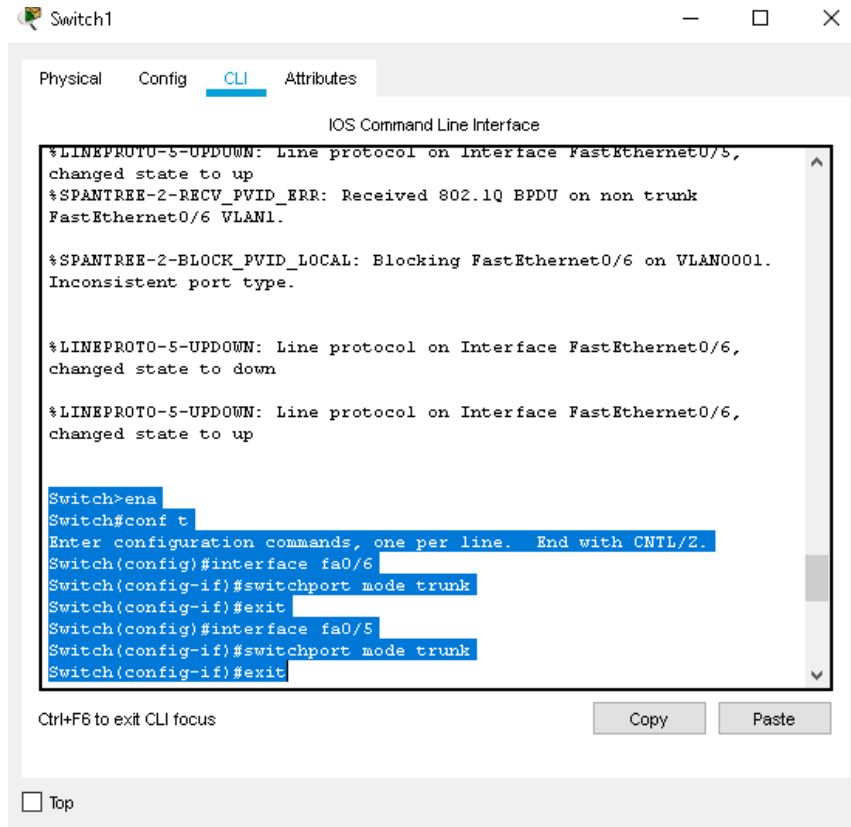 Switch1
Physical Config CLI Attributes
IOS Command Line Interface
%LINEPROTO-5-UPDOWN: Line protocol on Interface FastEthernet0/5,
changed state to up
%SPANTREE-2-RECV_PVID_ERR: Received 802.1Q BPDU on non trunk
FastEthernet0/6 VLAN1.
%SPANTREE-2-BLOCK_PVID_LOCAL: Blocking FastEthernet0/6 on VLAN0001.
Inconsistent port type.
%LINEPROTO-5-UPDOWN: Line protocol on Interface FastEthernet0/6,
changed state to down
%LINEPROTO-5-UPDOWN: Line protocol on Interface FastEthernet0/6,
changed state to up
Switch>ena
Switch#conf t
Enter configuration commands, one per line.  End with CNTL/Z.
Switch(config)#interface fa0/6
Switch(config-if)#switchport mode trunk
Switch(config-if)#exit
Switch(config)#interface fa0/5
Switch(config-if)#switchport mode trunk
Switch(config-if)#exit
Ctrl+F6 to exit CLI focus
Copy Paste
Top